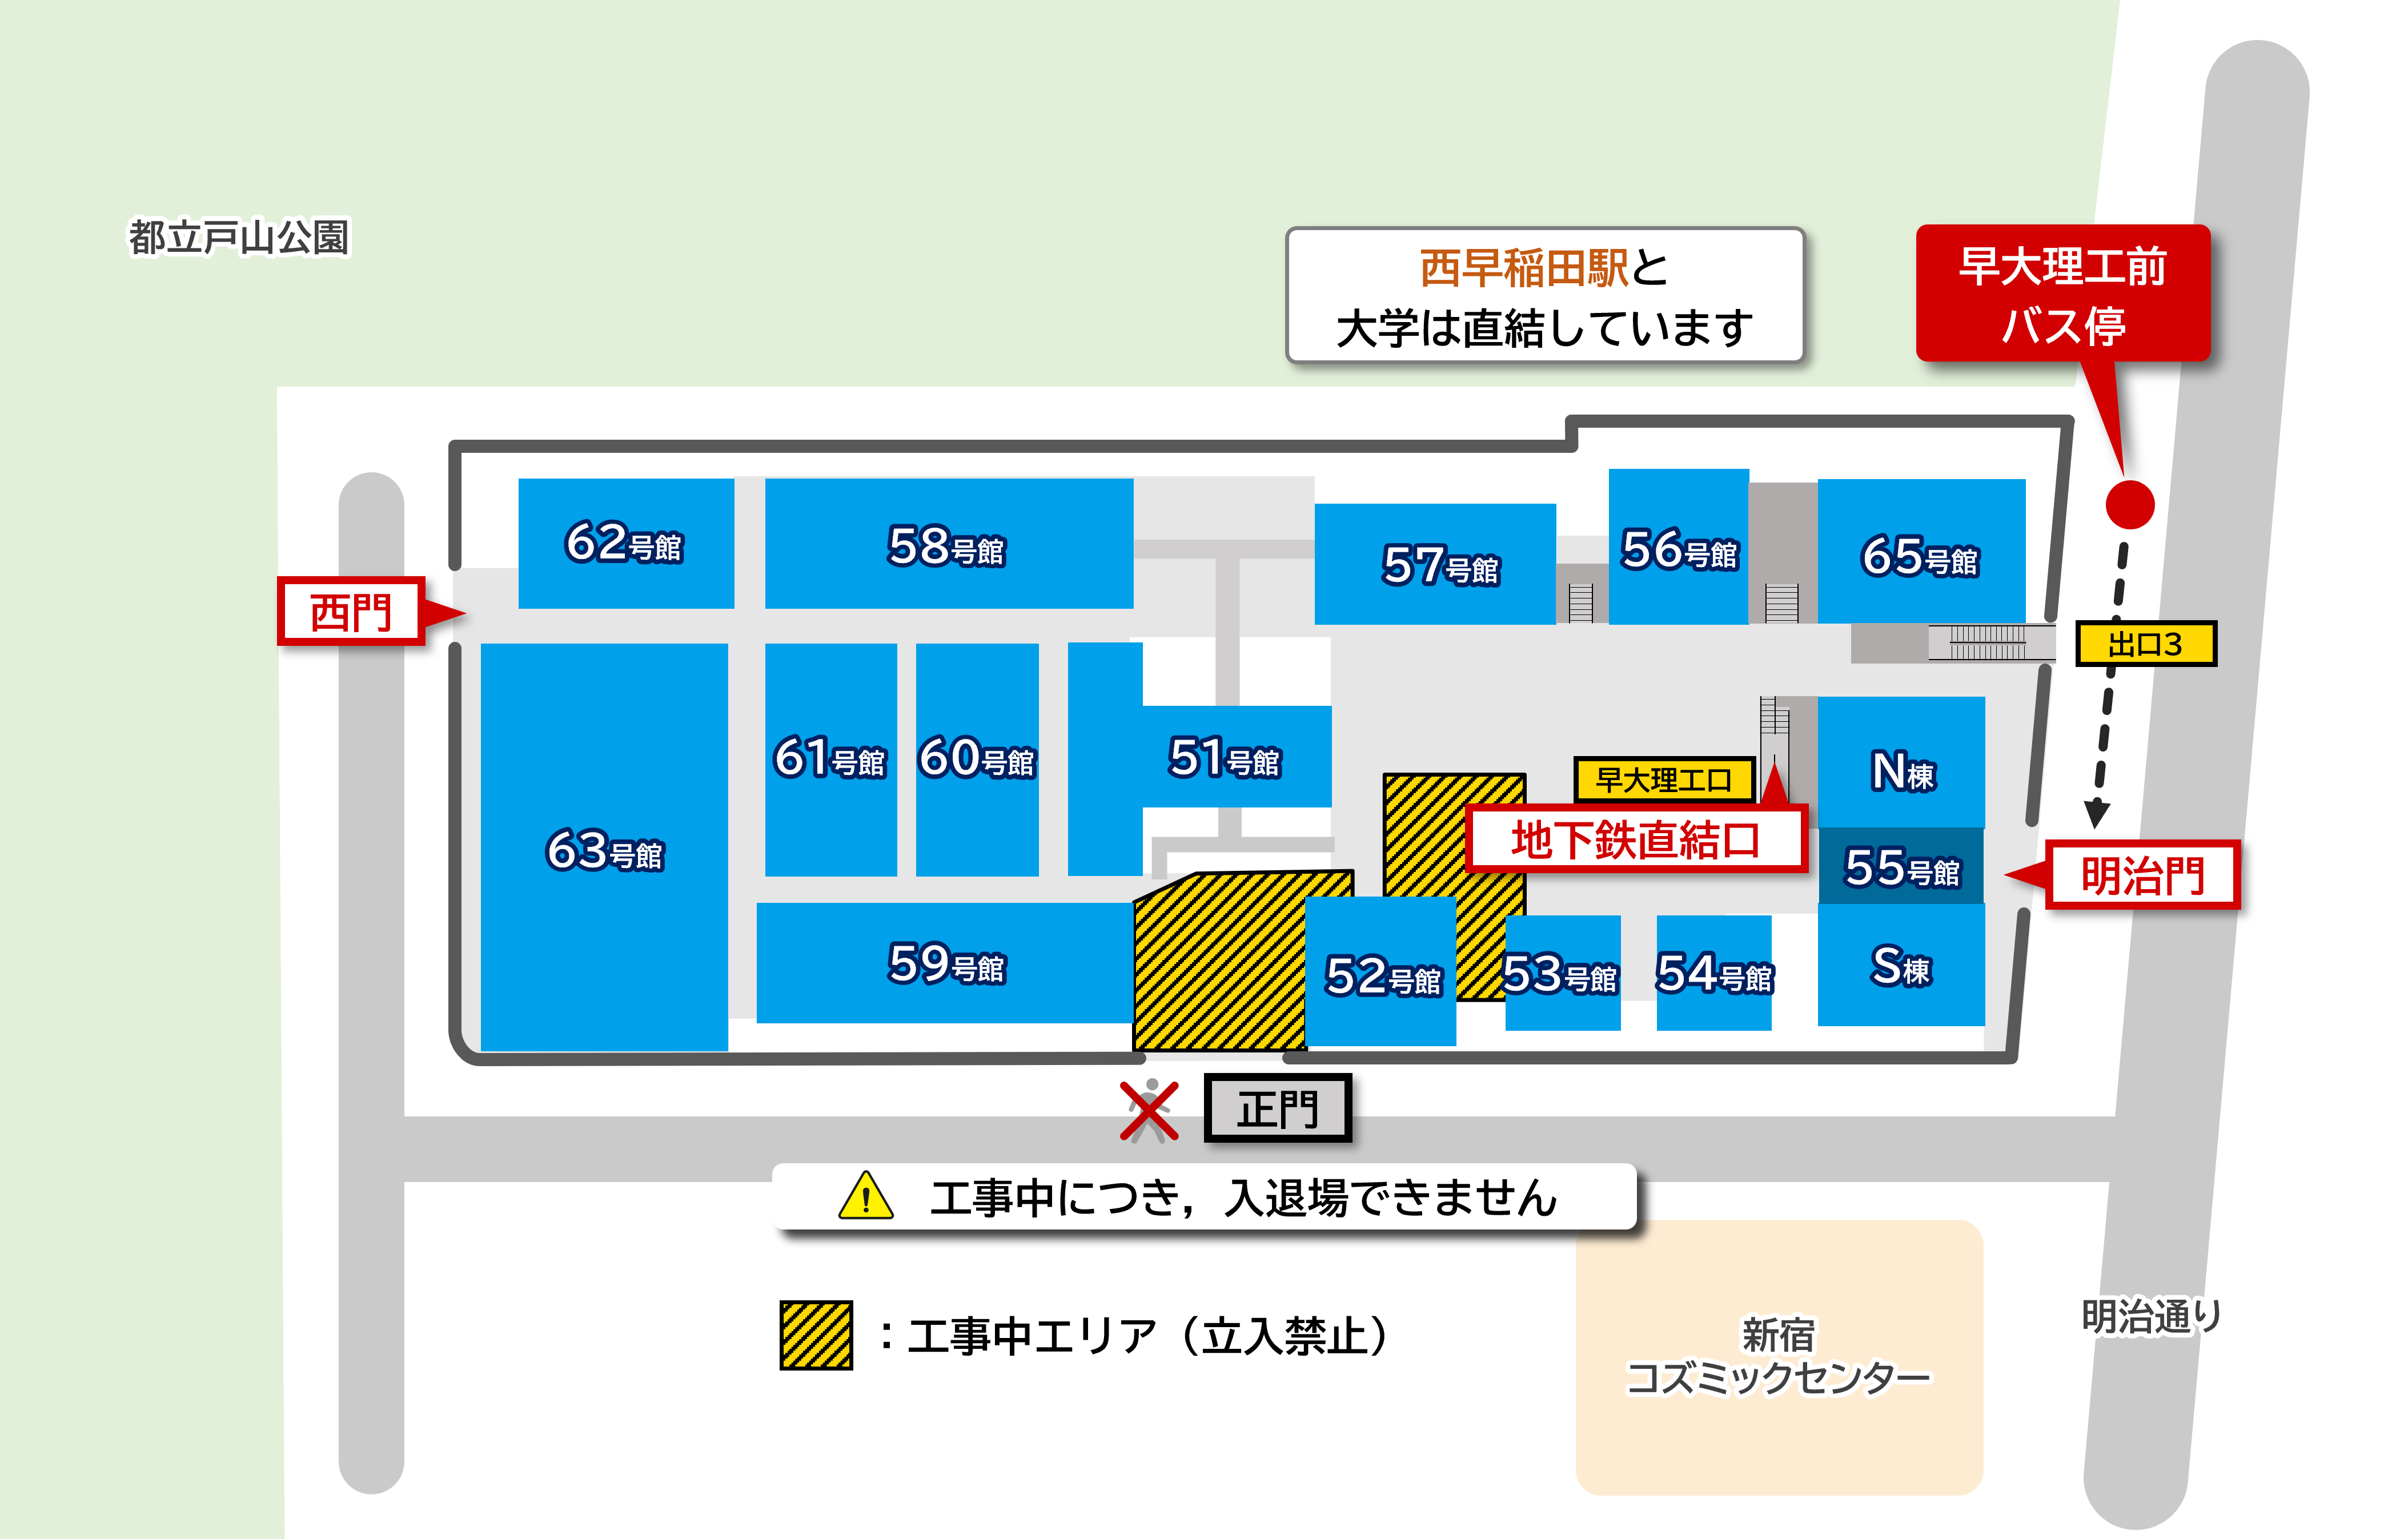 都立戸山公園
西早稲田駅と
大学は直結しています
早大理工前
バス停
62号館
58号館
57号館
56号館
65号館
西門
出口3
61号館
60号館
51号館
早大理工口
N棟
63号館
地下鉄直結口
55号館
明治門
59号館
52号館
53号館
54号館
S棟
正門
工事中につき，入退場できません
：工事中エリア（立入禁止）
新宿
コズミックセンター
明治通り